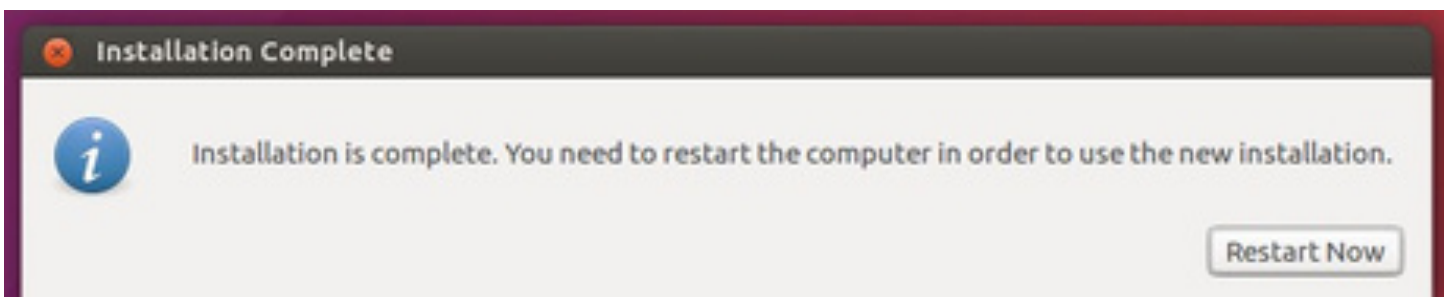 Installation Complete
Installation is complete. You need to restart the computer in order to use the new installation.
Restart Now